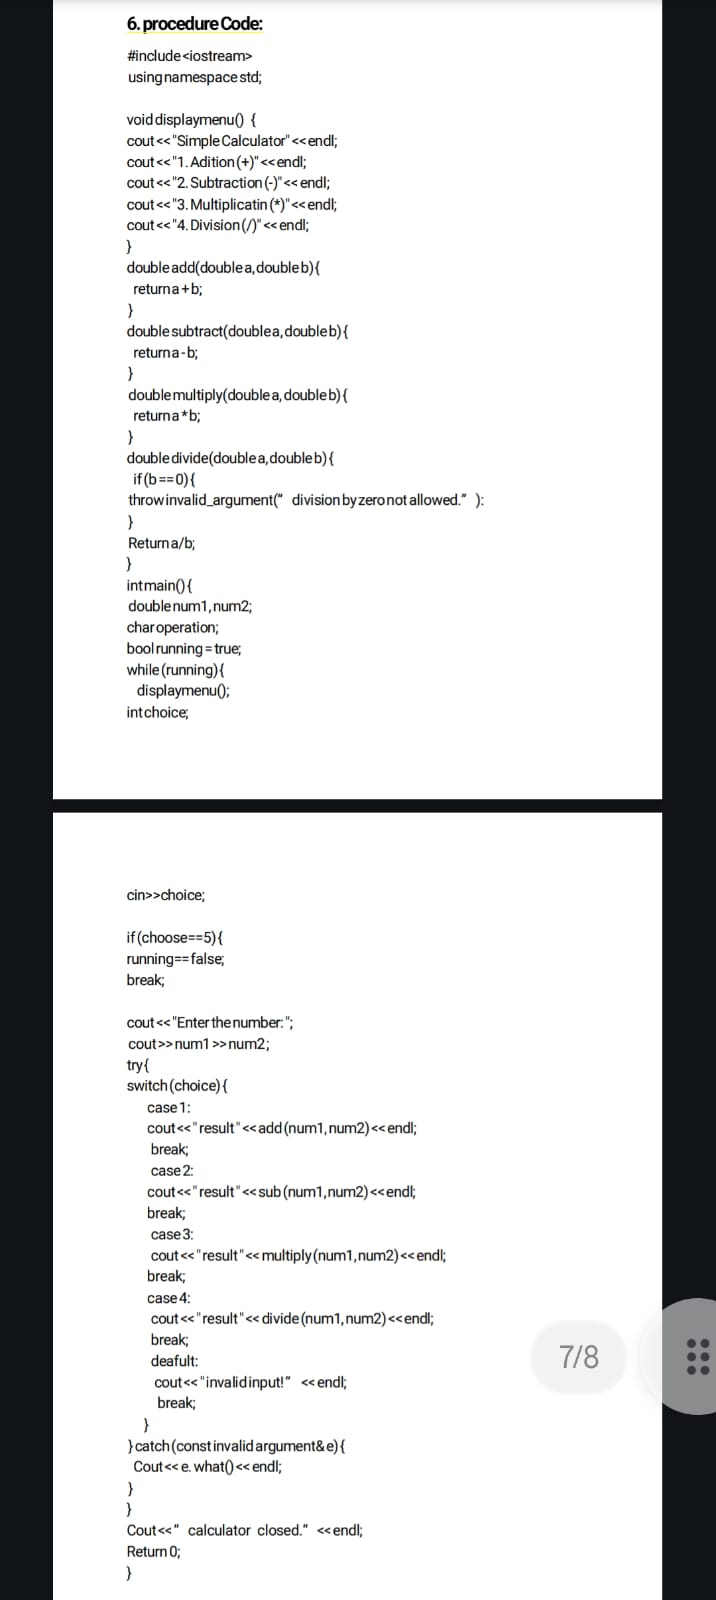 6. procedure Code:
#include<iostream>
using namespace std;
void displaymenu() {
cout << "Simple Calculator" << endl;
cout << "1. Adition (+)" << endl;
cout << "2. Subtraction (-)" << endl;
cout << "3. Multiplicatin (*)" << endl;
cout << "4. Division (/)" << endl;
}
double add(double a, double b){
return a + b;
}
double subtract(double a, double b){
return a - b;
}
double multiply(double a, double b){
return a * b;
}
double divide(double a, double b){
if (b == 0){
throw invalid_argument(" division by zero not allowed." ):
}
Return a/b;
}
int main(){
double num1, num2;
char operation;
bool running = true;
while (running){
displaymenu();
int choice;
cin>>choice;
if (choose==5){
running==false;
break;
cout << "Enter the number: ";
cout >> num1 >> num2;
try{
switch (choice){
case 1:
cout<<"result"<<add (num1, num2) << endl;
break;
case 2:
cout<<"result"<< sub (num1, num2) << endl;
break;
case 3:
cout << "result"<< multiply (num1, num2) << endl;
break;
case 4:
cout << "result"<< divide (num1, num2) << endl;
break;
deafult:
cout << "invalid input!" << endl;
break;
}
} catch (const invalid argument& e){
Cout << e. what() << endl;
}
}
Cout<<" calculator closed." << endl;
Return 0;
}
7/8